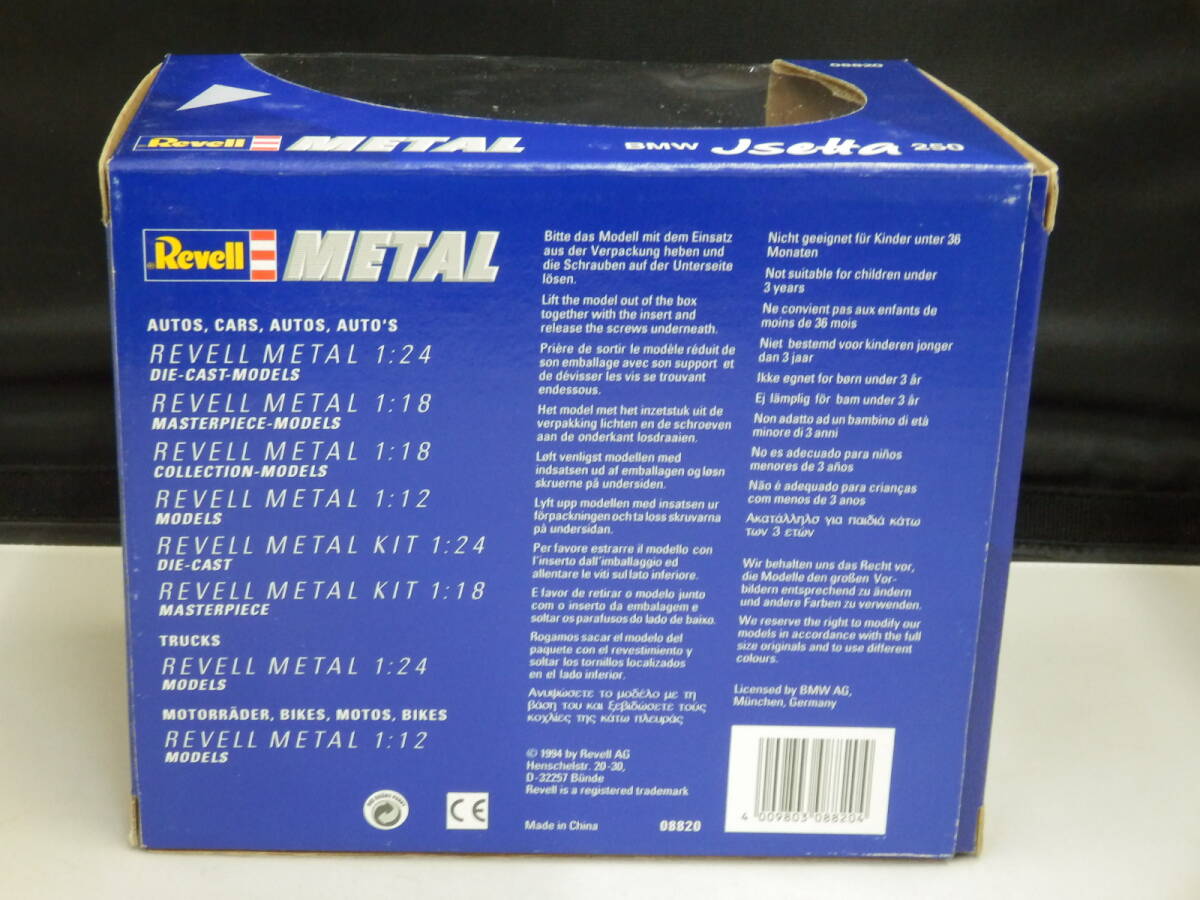 08820
Revell METAL BMW Jsetta 250
Revell METAL
AUTOS, CARS, AUTOS, AUTO'S
REVELL METAL 1:24
DIE-CAST-MODELS
REVELL METAL 1:18
MASTERPIECE-MODELS
REVELL METAL 1:18
COLLECTION-MODELS
REVELL METAL 1:12
MODELS
REVELL METAL KIT 1:24
DIE-CAST
REVELL METAL KIT 1:18
MASTERPIECE
TRUCKS
REVELL METAL 1:24
MODELS
MOTORRÄDER, BIKES, MOTOS, BIKES
REVELL METAL 1:12
MODELS
CE
Bitte das Modell mit dem Einsatz
aus der Verpackung heben und
die Schrauben auf der Unterseite
lösen.
Lift the model out of the box
together with the insert and
release the screws underneath.
Prière de sortir le modèle réduit de
son emballage avec son support et
de dévisser les vis se trouvant
endessous.
Het model met het inzetstuk uit de
verpakking lichten en de schroeven
aan de onderkant losdraaien.
Løft venligst modellen med
indsatsen ud af emballagen og løsn
skruerne på undersiden.
Lyft upp modellen med insatsen ur
förpackningen och ta loss skruvarna
på undersidan.
Per favore estrarre il modello con
l'inserto dall'imballaggio ed
allentare le viti sul lato inferiore.
E favor de retirar o modelo junto
com o inserto da embalagem e
soltar os parafusos do lado de baixo.
Rogamos sacar el modelo del
paquete con el revestimiento y
soltar los tornillos localizados
en el lado inferior.
Ανυψώσετε το μοδέλο με τη
βάση του και ξεβιδώσετε τούς
κοχλίες της κάτω πλευράς
© 1994 by Revell AG
Henschelstr. 20-30,
D-32257 Bünde
Revell is a registered trademark
Made in China 08820
Nicht geeignet für Kinder unter 36
Monaten
Not suitable for children under
3 years
Ne convient pas aux enfants de
moins de 36 mois
Niet bestemd voor kinderen jonger
dan 3 jaar
Ikke egnet for børn under 3 år
Ej lämplig för barn under 3 år
Non adatto ad un bambino di età
minore di 3 anni
No es adecuado para niños
menores de 3 años
Não é adequado para crianças
com menos de 3 anos
Ακατάλληλσ για παιδιά κάτω
των 3 ετών
Wir behalten uns das Recht vor,
die Modelle den großen Vor-
bildern entsprechend zu ändern
und andere Farben zu verwenden.
We reserve the right to modify our
models in accordance with the full
size originals and to use different
colours.
Licensed by BMW AG,
München, Germany
4 009803 088204